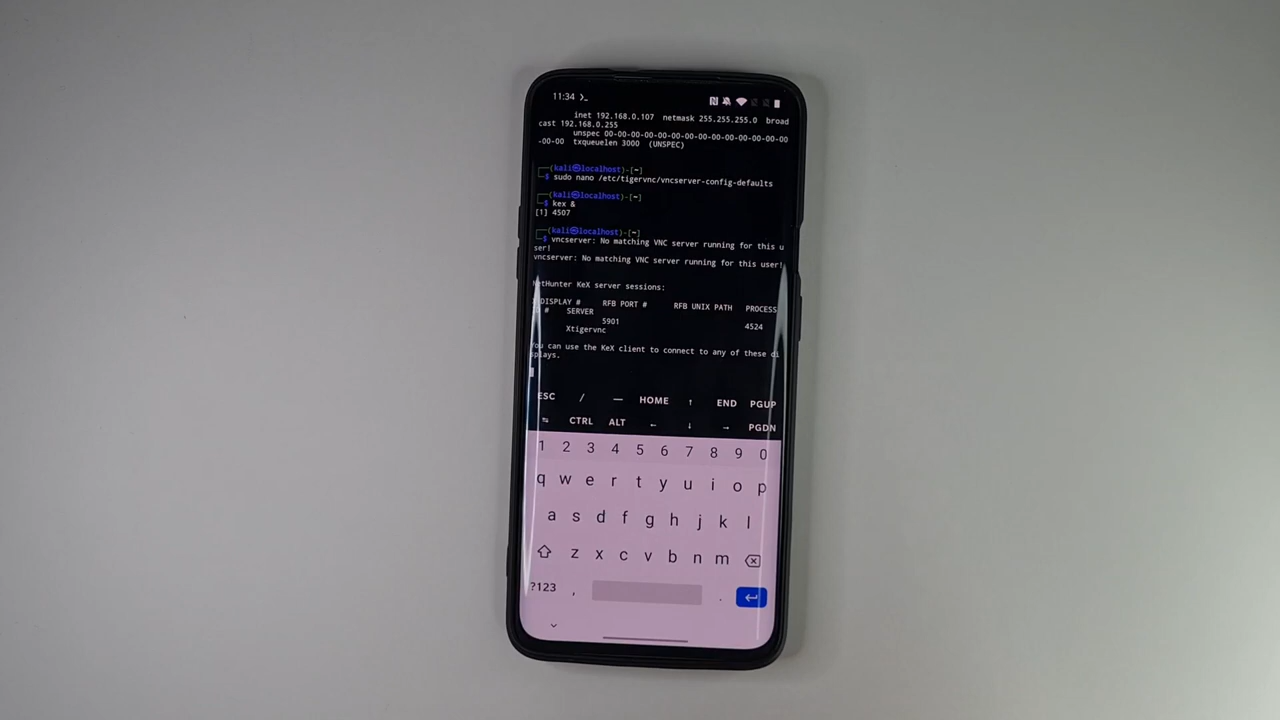 11:34
inet 192.168.0.107 netmask 255.255.255.0 broad
cast 192.168.0.255
unspec 00-00-00-00-00-00-00-00-00-00-00-00-00-00
-00-00 txqueuelen 3000 (UNSPEC)
┌──(kali㉿localhost)-[~]
└─$ sudo nano /etc/tigervnc/vncserver-config-defaults
┌──(kali㉿localhost)-[~]
└─$ kex &
[1] 4507
┌──(kali㉿localhost)-[~]
└─$ vncserver: No matching VNC server running for this u
ser!
vncserver: No matching VNC server running for this user!
NetHunter KeX server sessions:
X DISPLAY # RFB PORT # RFB UNIX PATH PROCESS
ID # SERVER
5901 4524
Xtigervnc
You can use the KeX client to connect to any of these di
splays.
ESC / — HOME ↑ END PGUP
⇆ CTRL ALT ← ↓ → PGDN
1 2 3 4 5 6 7 8 9 0
q w e r t y u i o p
a s d f g h j k l
z x c v b n m
?123 , .